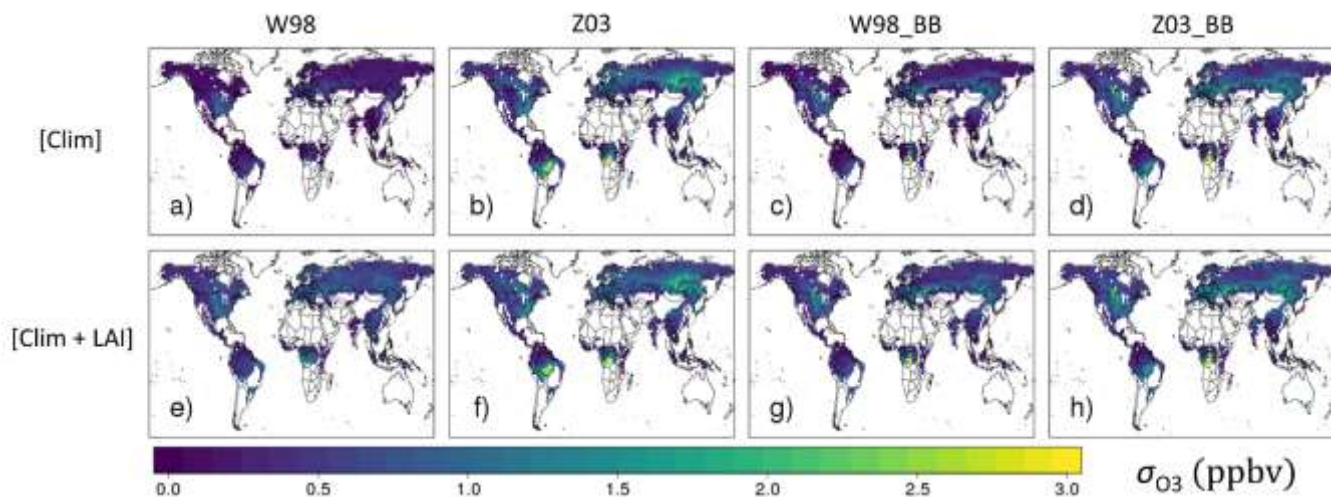 W98 Z03 W98_BB Z03_BB
[Clim]
a) b) c) d)
[Clim + LAI]
e) f) g) h)
0.0 0.5 1.0 1.5 2.0 2.5 3.0
σO3 (ppbv)